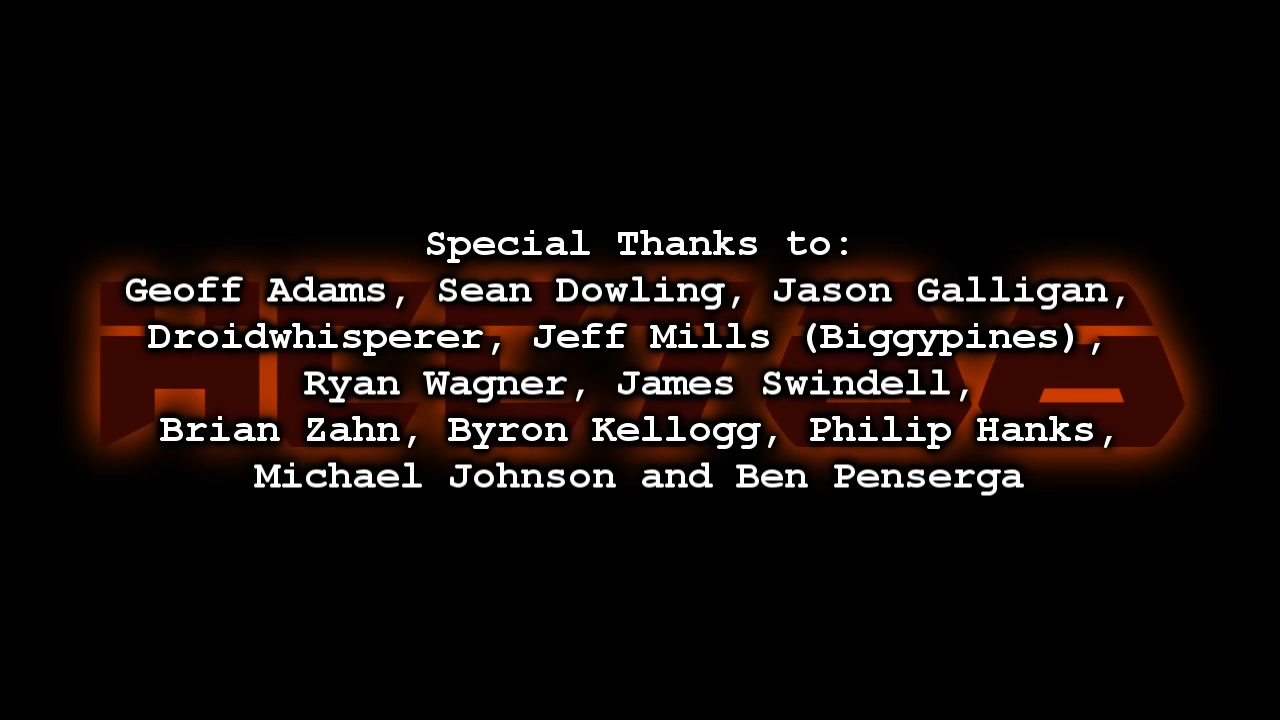 Special Thanks to:
Geoff Adams, Sean Dowling, Jason Galligan,
Droidwhisperer, Jeff Mills (Biggypines),
Ryan Wagner, James Swindell,
Brian Zahn, Byron Kellogg, Philip Hanks,
Michael Johnson and Ben Penserga